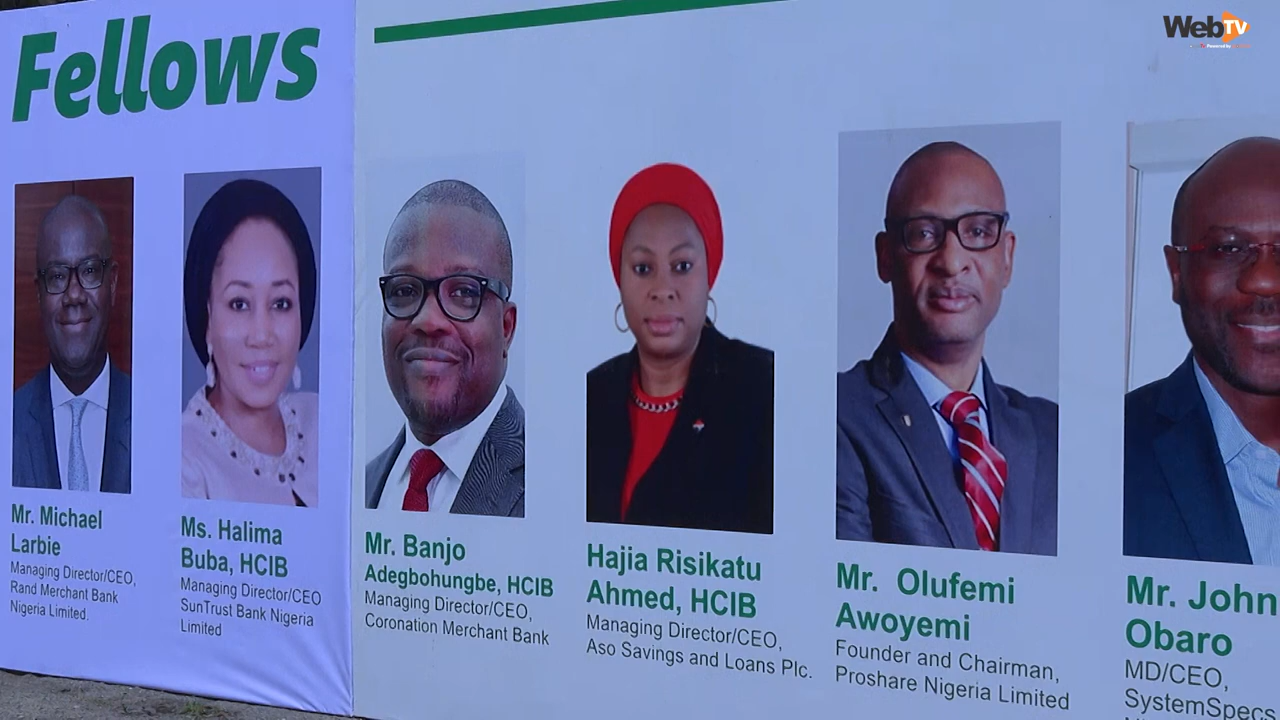 WebTV
Powered by
Fellows
Mr. Michael
Larbie
Managing Director/CEO,
Rand Merchant Bank
Nigeria Limited.
Ms. Halima
Buba, HCIB
Managing Director/CEO
SunTrust Bank Nigeria
Limited
Mr. Banjo
Adegbohungbe, HCIB
Managing Director/CEO,
Coronation Merchant Bank
Hajia Risikatu
Ahmed, HCIB
Managing Director/CEO,
Aso Savings and Loans Plc.
Mr. Olufemi
Awoyemi
Founder and Chairman,
Proshare Nigeria Limited
Mr. John
Obaro
MD/CEO,
SystemSpecs